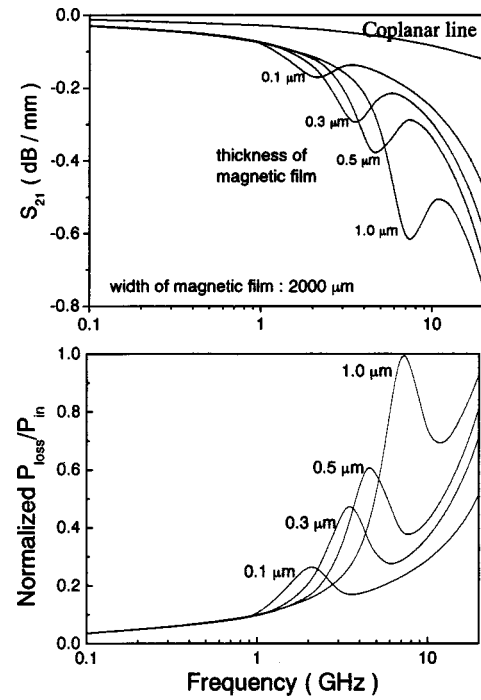 0.0
-0.2
-0.4
-0.6
-0.8
S21 ( dB / mm )
Coplanar line
0.1 μm
0.3 μm
0.5 μm
1.0 μm
thickness of
magnetic film
width of magnetic film : 2000 μm
0.1
1
10
1.0
0.8
0.6
0.4
0.2
0.0
Normalized Ploss/Pin
1.0 μm
0.5 μm
0.3 μm
0.1 μm
0.1
1
10
Frequency ( GHz )